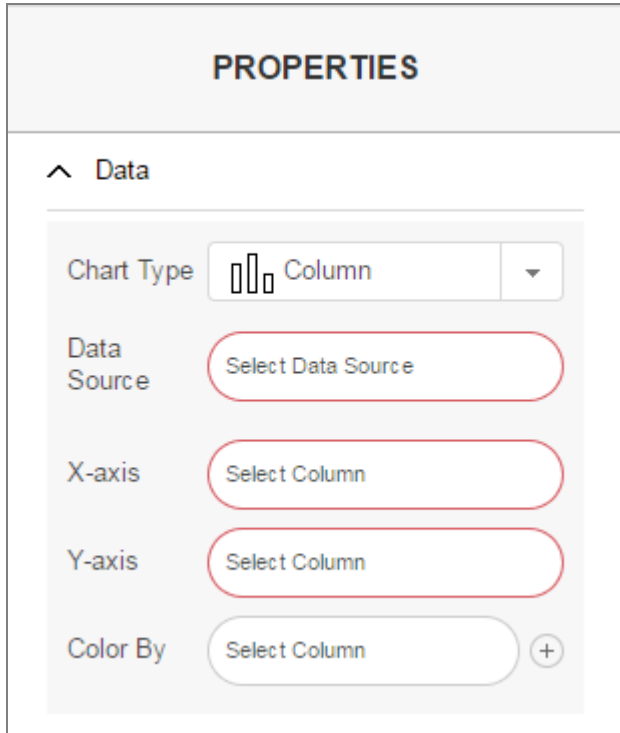 PROPERTIES
Data
Chart Type Column
Data
Source
Select Data Source
X-axis Select Column
Y-axis Select Column
Color By Select Column +